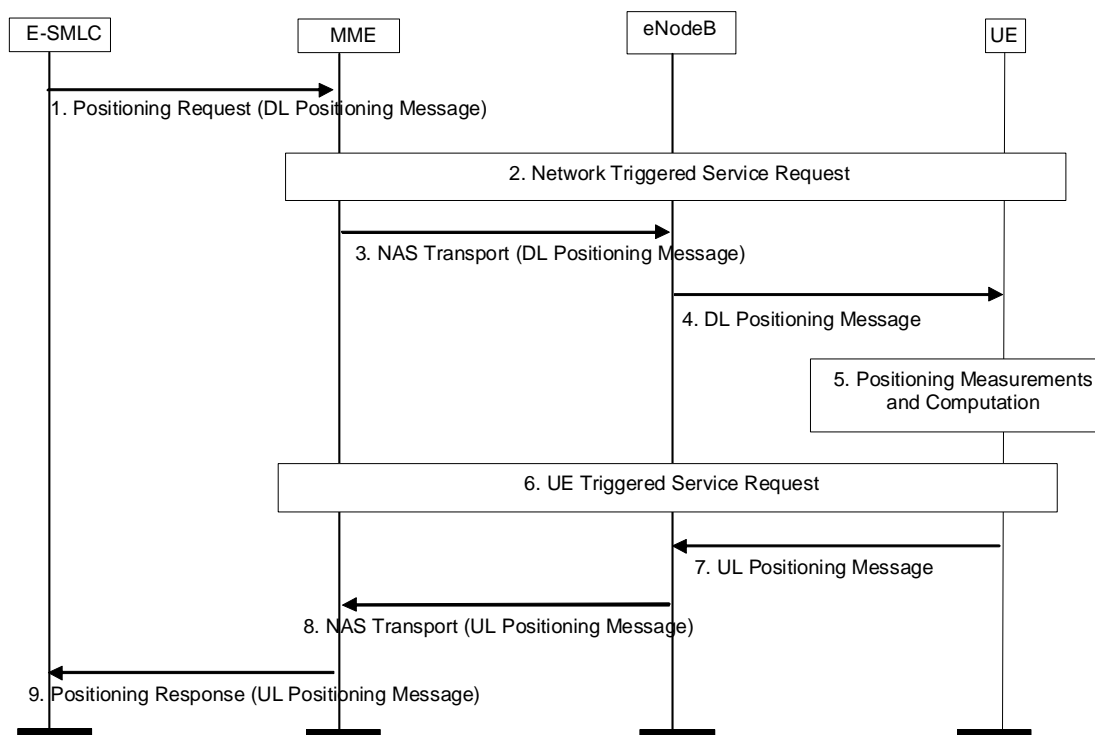 E-SMLC
MME
eNodeB
UE
1. Positioning Request (DL Positioning Message)
2. Network Triggered Service Request
3. NAS Transport (DL Positioning Message)
4. DL Positioning Message
5. Positioning Measurements
and Computation
6. UE Triggered Service Request
7. UL Positioning Message
8. NAS Transport (UL Positioning Message)
9. Positioning Response (UL Positioning Message)